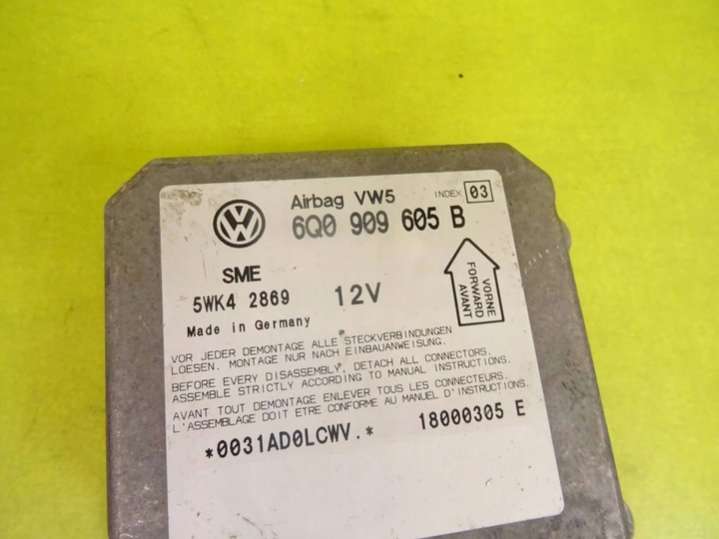 Airbag VW5 INDEX 03
6Q0 909 605 B
SME
5WK4 2869 12V
VORNE
FORWARD
AVANT
Made in Germany
VOR JEDER DEMONTAGE ALLE STECKVERBINDUNGEN
LOESEN. MONTAGE NUR NACH EINBAUANWEISUNG.
BEFORE EVERY DISASSEMBLY, DETACH ALL CONNECTORS.
ASSEMBLE STRICTLY ACCORDING TO MANUAL INSTRUCTIONS.
AVANT TOUT DEMONTAGE ENLEVER TOUS LES CONNECTEURS.
L'ASSEMBLAGE DOIT ETRE CONFORME AU MANUEL D'INSTRUCTIONS.
*0031AD0LCWV.* 18000305 E